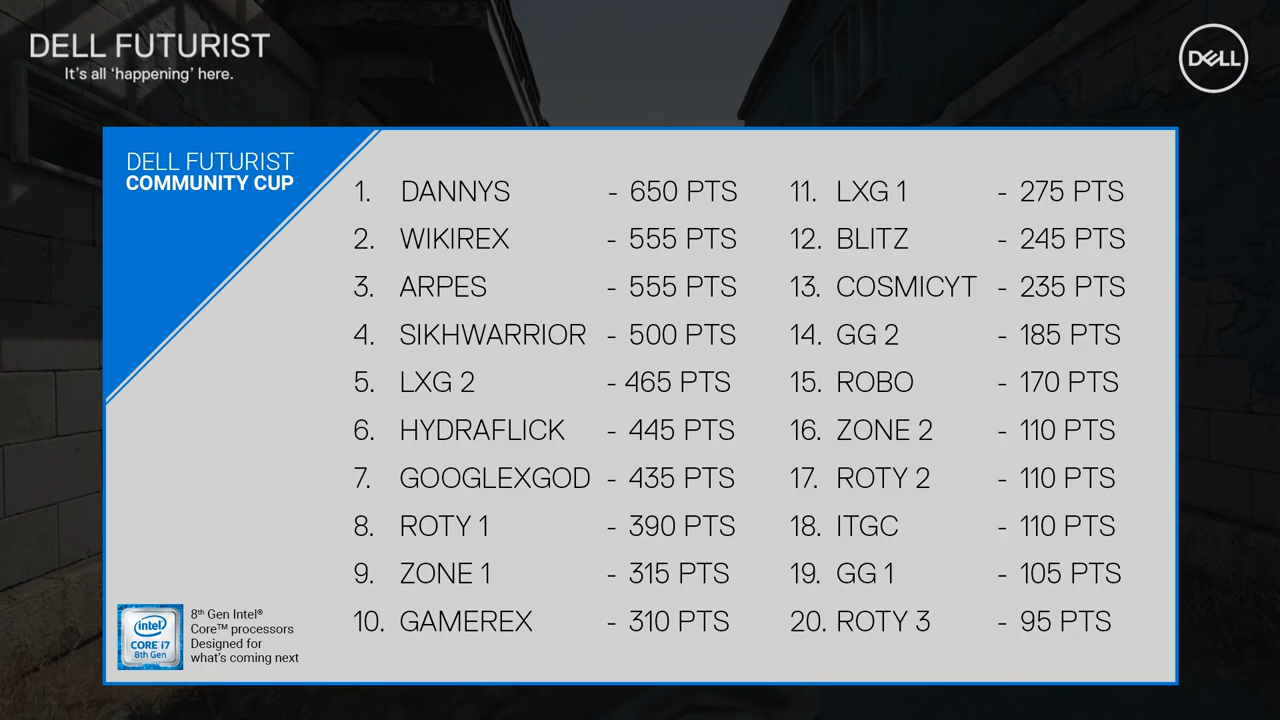 DELL FUTURIST
It's all 'happening' here.
DELL
DELL FUTURIST
COMMUNITY CUP
1. DANNYS - 650 PTS
2. WIKIREX - 555 PTS
3. ARPES - 555 PTS
4. SIKHWARRIOR - 500 PTS
5. LXG 2 - 465 PTS
6. HYDRAFLICK - 445 PTS
7. GOOGLEXGOD - 435 PTS
8. ROTY 1 - 390 PTS
9. ZONE 1 - 315 PTS
10. GAMEREX - 310 PTS
11. LXG 1 - 275 PTS
12. BLITZ - 245 PTS
13. COSMICYT - 235 PTS
14. GG 2 - 185 PTS
15. ROBO - 170 PTS
16. ZONE 2 - 110 PTS
17. ROTY 2 - 110 PTS
18. ITGC - 110 PTS
19. GG 1 - 105 PTS
20. ROTY 3 - 95 PTS
intel
CORE i7
8th Gen
8th Gen Intel®
Core™ processors
Designed for
what's coming next